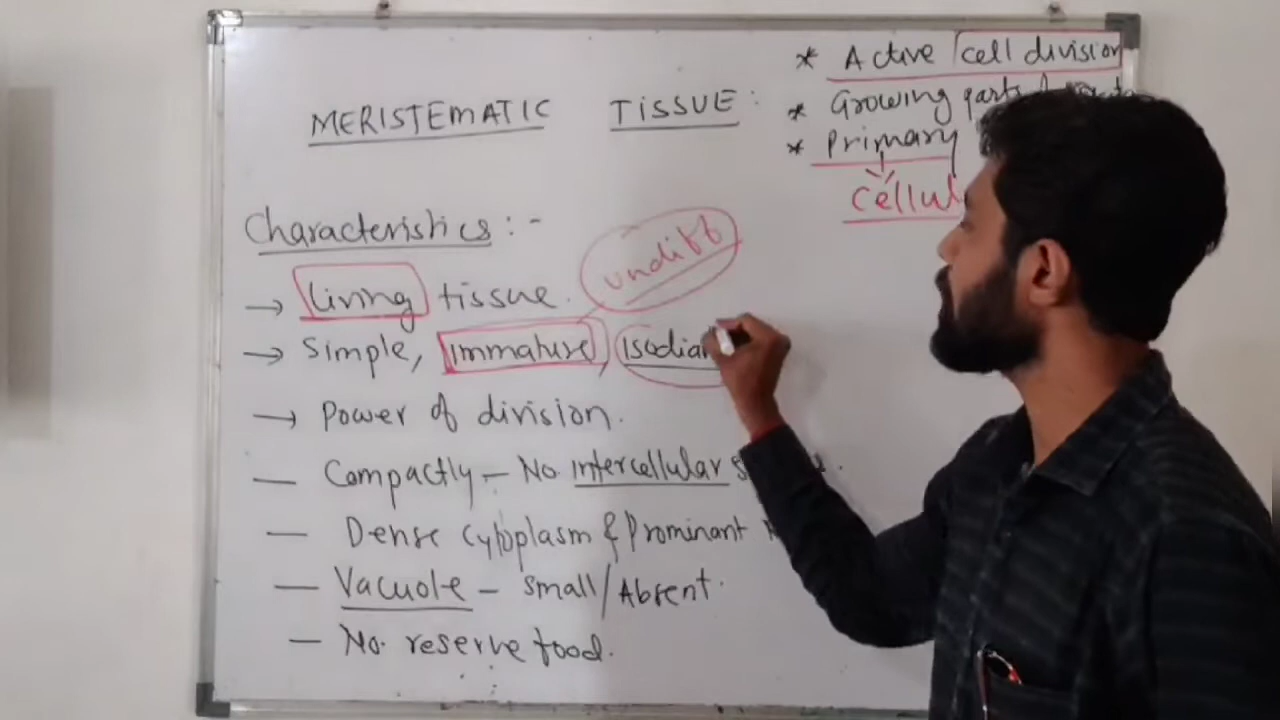 * Active cell division
MERISTEMATIC TISSUE :
* Growing part
* Primary
Cellul
Characteristics :-
undiff
→ living tissue.
→ Simple, immature, Isodia
→ Power of division.
— Compactly – No intercellular
— Dense cytoplasm & Prominant
— Vacuole – small/Absent.
— No. reserve food.